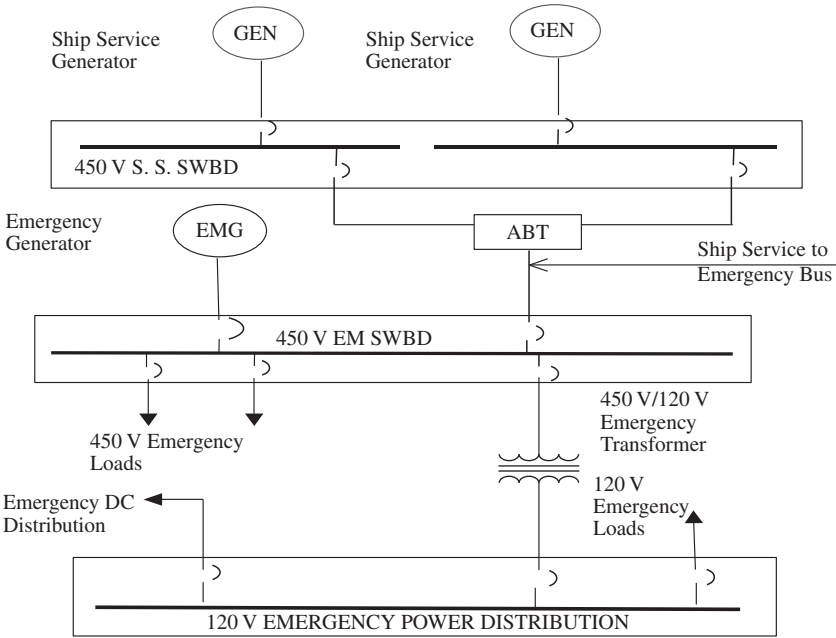 Ship Service
Generator
GEN
Ship Service
Generator
GEN
450 V S. S. SWBD
Emergency
Generator
EMG
ABT
Ship Service to
Emergency Bus
450 V EM SWBD
450 V Emergency
Loads
450 V/120 V
Emergency
Transformer
Emergency DC
Distribution
120 V
Emergency
Loads
120 V EMERGENCY POWER DISTRIBUTION